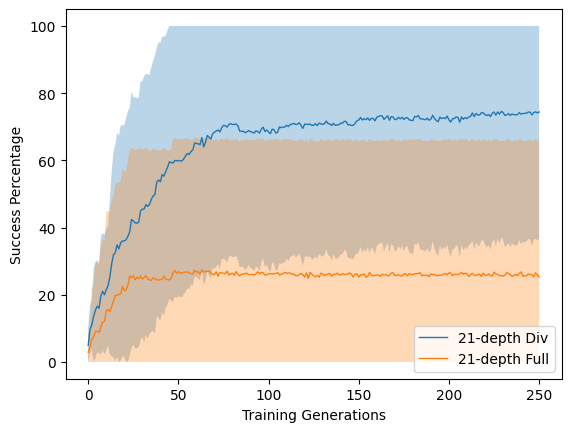 100
80
60
40
20
0
Success Percentage
0 50 100 150 200 250
Training Generations
21-depth Div
21-depth Full